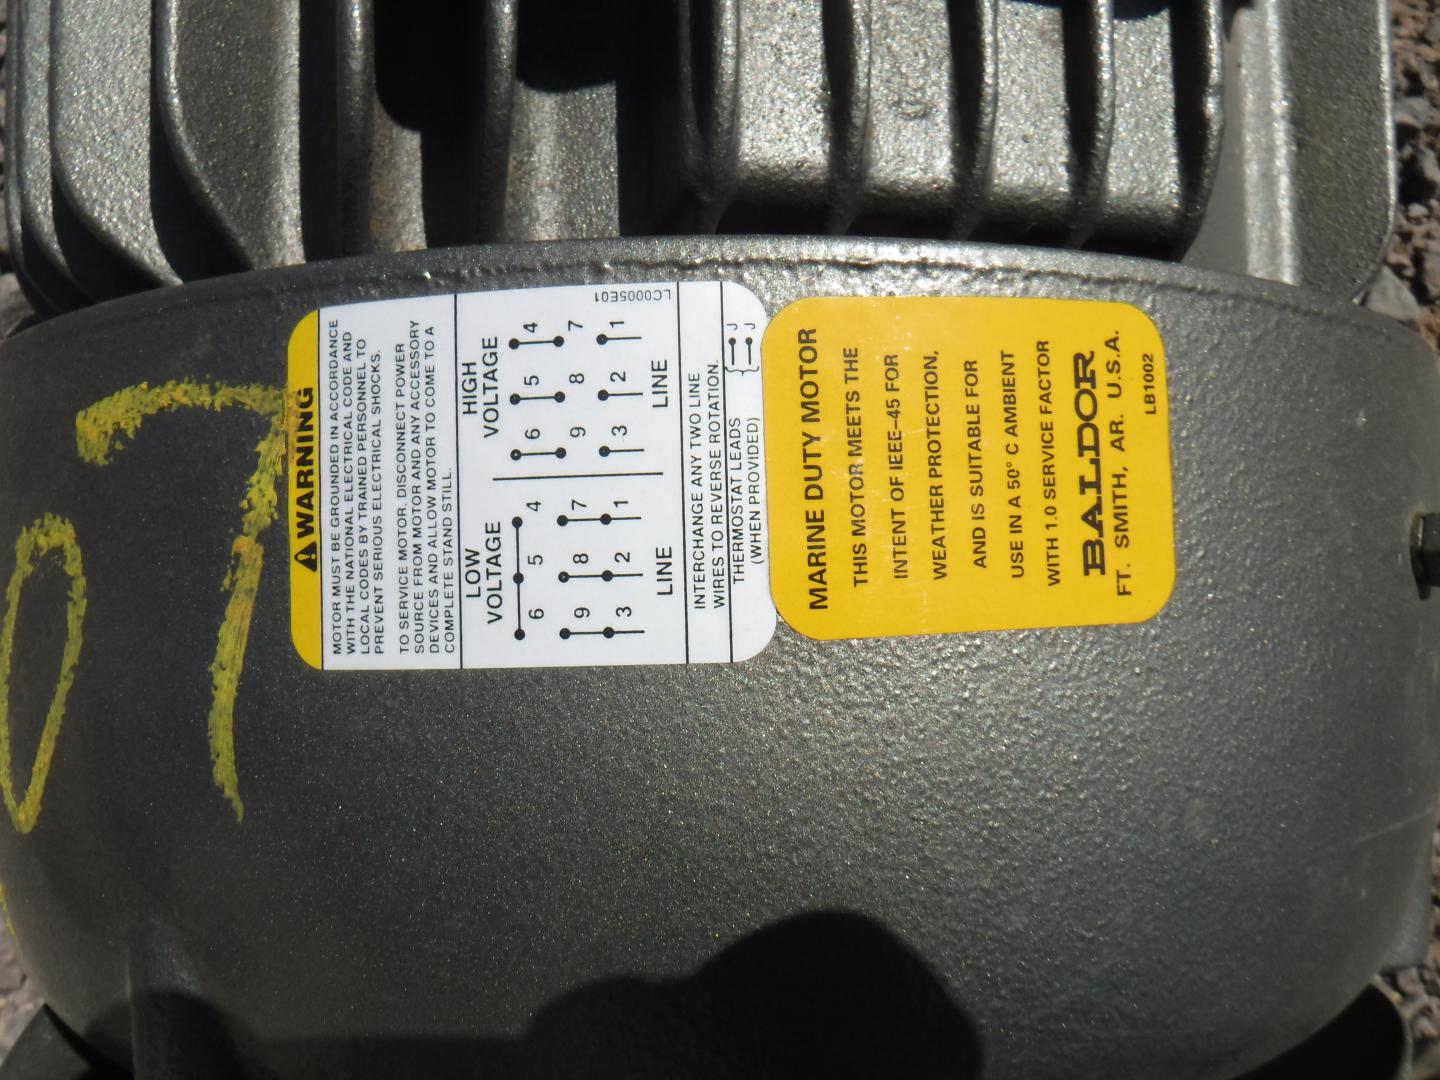 ⚠WARNING
MOTOR MUST BE GROUNDED IN ACCORDANCE
WITH THE NATIONAL ELECTRICAL CODE AND
LOCAL CODES BY TRAINED PERSONNEL TO
PREVENT SERIOUS ELECTRICAL SHOCKS.
TO SERVICE MOTOR, DISCONNECT POWER
SOURCE FROM MOTOR AND ANY ACCESSORY
DEVICES AND ALLOW MOTOR TO COME TO A
COMPLETE STAND STILL.
LOW
VOLTAGE
6 5 4
9 8 7
3 2 1
LINE
HIGH
VOLTAGE
6 5 4
9 8 7
3 2 1
LINE
LC0005E01
INTERCHANGE ANY TWO LINE
WIRES TO REVERSE ROTATION.
THERMOSTAT LEADS
(WHEN PROVIDED)
J
J
MARINE DUTY MOTOR
THIS MOTOR MEETS THE
INTENT OF IEEE-45 FOR
WEATHER PROTECTION,
AND IS SUITABLE FOR
USE IN A 50° C AMBIENT
WITH 1.0 SERVICE FACTOR
BALDOR
FT. SMITH, AR. U.S.A.
LB1002
07